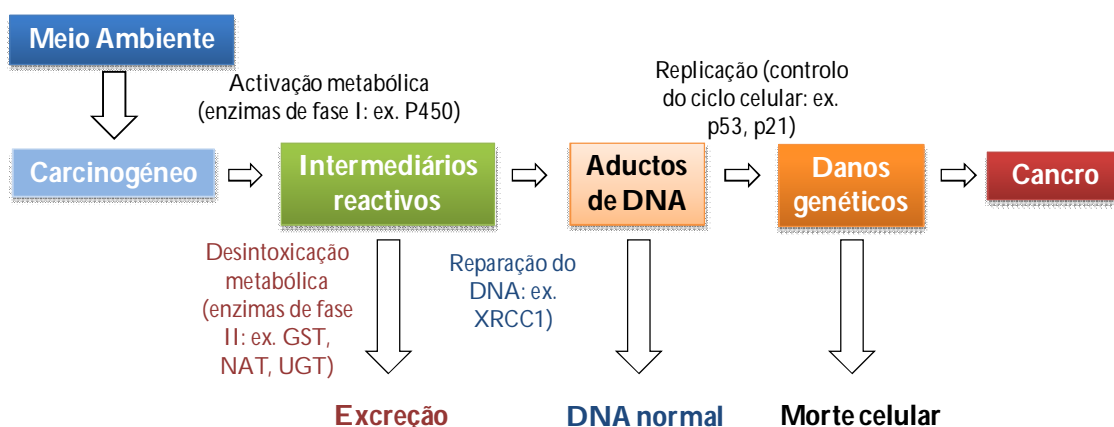 Meio Ambiente
Activação metabólica
(enzimas de fase I: ex. P450)
Replicação (controlo
do ciclo celular: ex.
p53, p21)
Carcinogéneo
Intermediários
reactivos
Aductos
de DNA
Danos
genéticos
Cancro
Desintoxicação
metabólica
(enzimas de fase
II: ex. GST,
NAT, UGT)
Reparação do
DNA: ex.
XRCC1)
Excreção
DNA normal
Morte celular